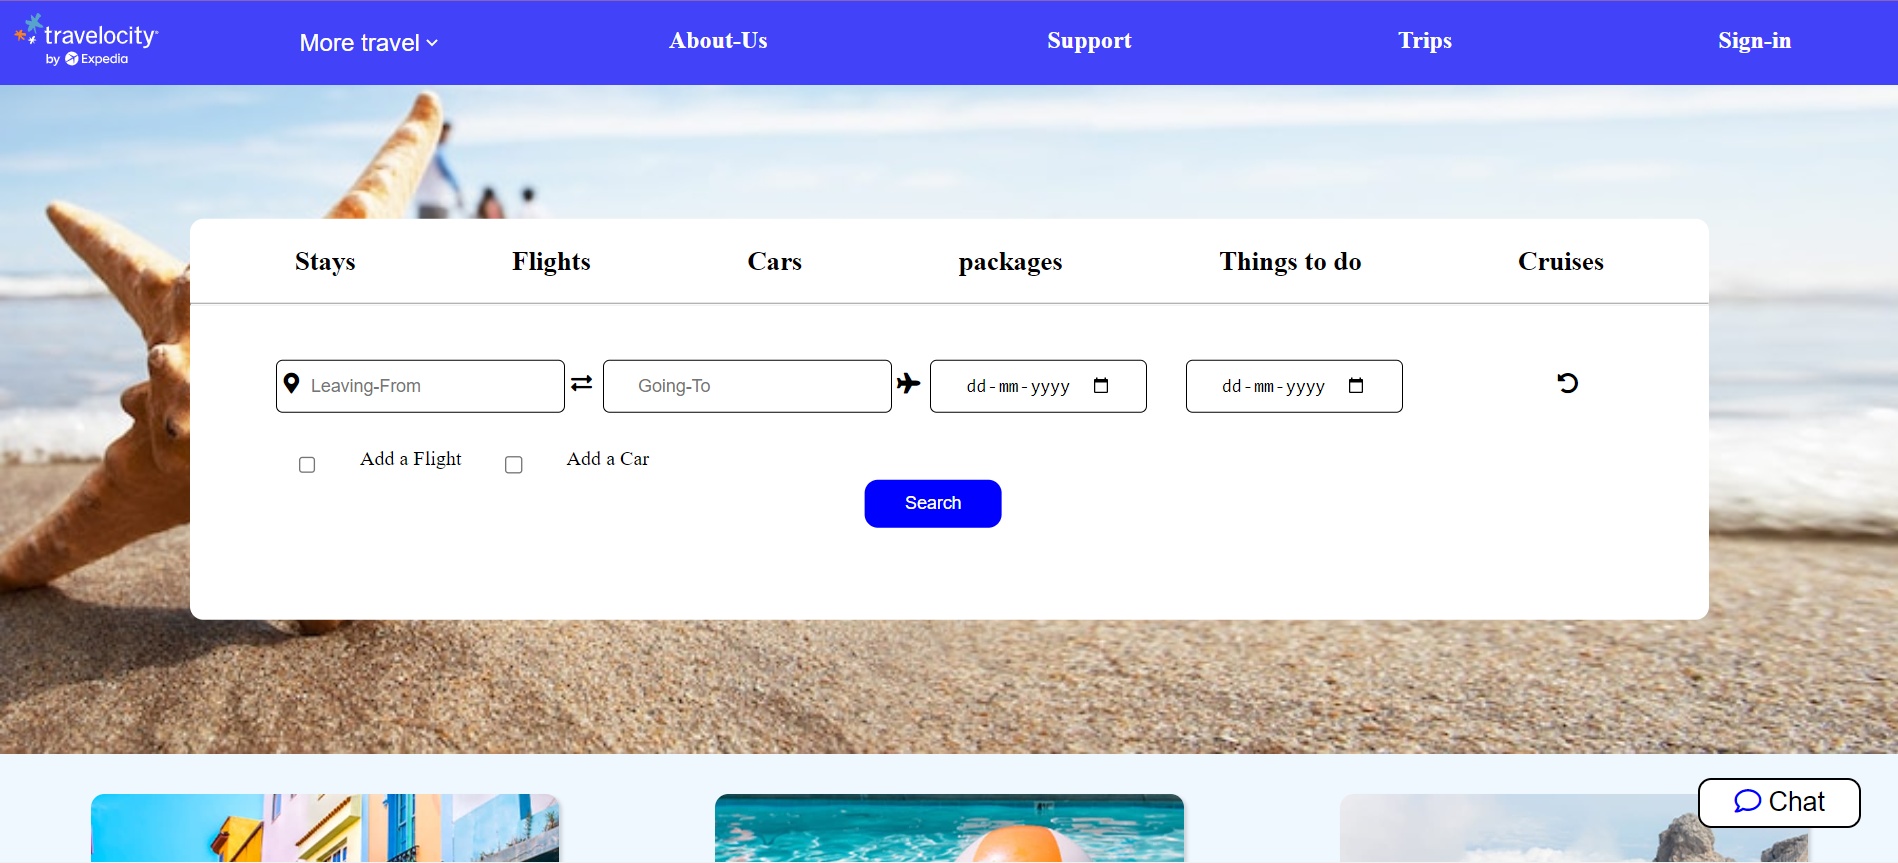 travelocity
by Expedia
More travel
About-Us
Support
Trips
Sign-in
Stays
Flights
Cars
packages
Things to do
Cruises
Leaving-From
Going-To
dd-mm-yyyy
dd-mm-yyyy
Add a Flight
Add a Car
Search
Chat